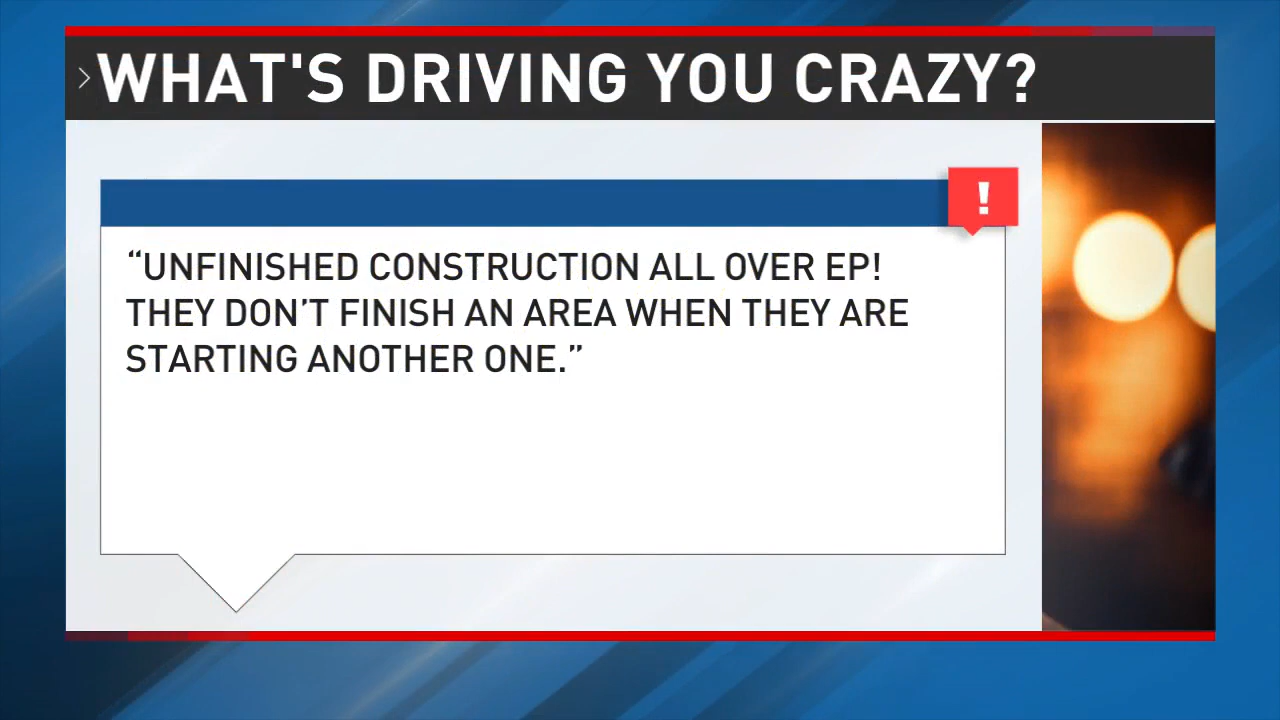 WHAT'S DRIVING YOU CRAZY?
!
“UNFINISHED CONSTRUCTION ALL OVER EP!
THEY DON’T FINISH AN AREA WHEN THEY ARE
STARTING ANOTHER ONE.”